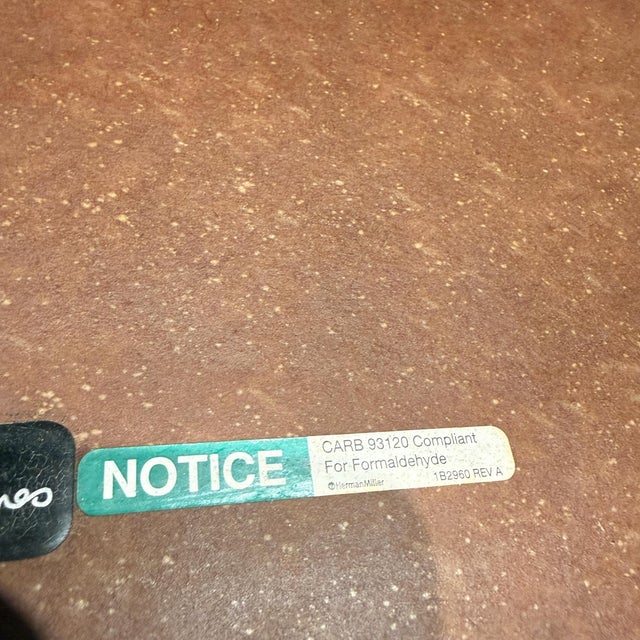 NOTICE
CARB 93120 Compliant
For Formaldehyde
HermanMiller
1B2960 REV A